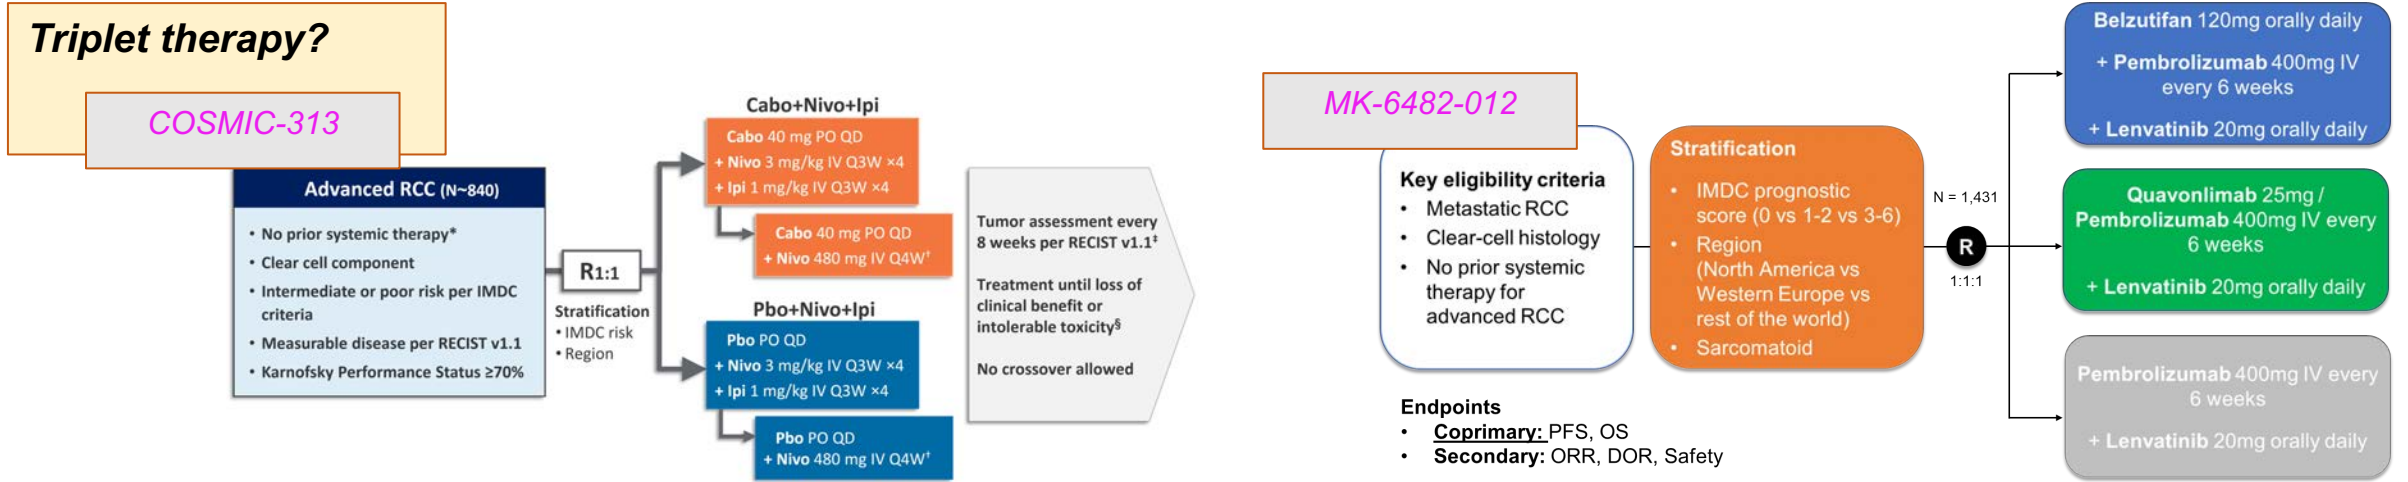 Triplet therapy?
COSMIC-313
Advanced RCC (N~840)
• No prior systemic therapy*
• Clear cell component
• Intermediate or poor risk per IMDC
criteria
• Measurable disease per RECIST v1.1
• Karnofsky Performance Status ≥70%
R1:1
Stratification
• IMDC risk
• Region
Cabo+Nivo+Ipi
Cabo 40 mg PO QD
+ Nivo 3 mg/kg IV Q3W ×4
+ Ipi 1 mg/kg IV Q3W ×4
Cabo 40 mg PO QD
+ Nivo 480 mg IV Q4W†
Pbo+Nivo+Ipi
Pbo PO QD
+ Nivo 3 mg/kg IV Q3W ×4
+ Ipi 1 mg/kg IV Q3W ×4
Pbo PO QD
+ Nivo 480 mg IV Q4W†
Tumor assessment every
8 weeks per RECIST v1.1‡
Treatment until loss of
clinical benefit or
intolerable toxicity§
No crossover allowed
MK-6482-012
Key eligibility criteria
• Metastatic RCC
• Clear-cell histology
• No prior systemic
therapy for
advanced RCC
Stratification
• IMDC prognostic
score (0 vs 1-2 vs 3-6)
• Region
(North America vs
Western Europe vs
rest of the world)
• Sarcomatoid
N = 1,431
R
1:1:1
Belzutifan 120mg orally daily
+ Pembrolizumab 400mg IV
every 6 weeks
+ Lenvatinib 20mg orally daily
Quavonlimab 25mg /
Pembrolizumab 400mg IV every
6 weeks
+ Lenvatinib 20mg orally daily
Pembrolizumab 400mg IV every
6 weeks
+ Lenvatinib 20mg orally daily
Endpoints
• Coprimary: PFS, OS
• Secondary: ORR, DOR, Safety